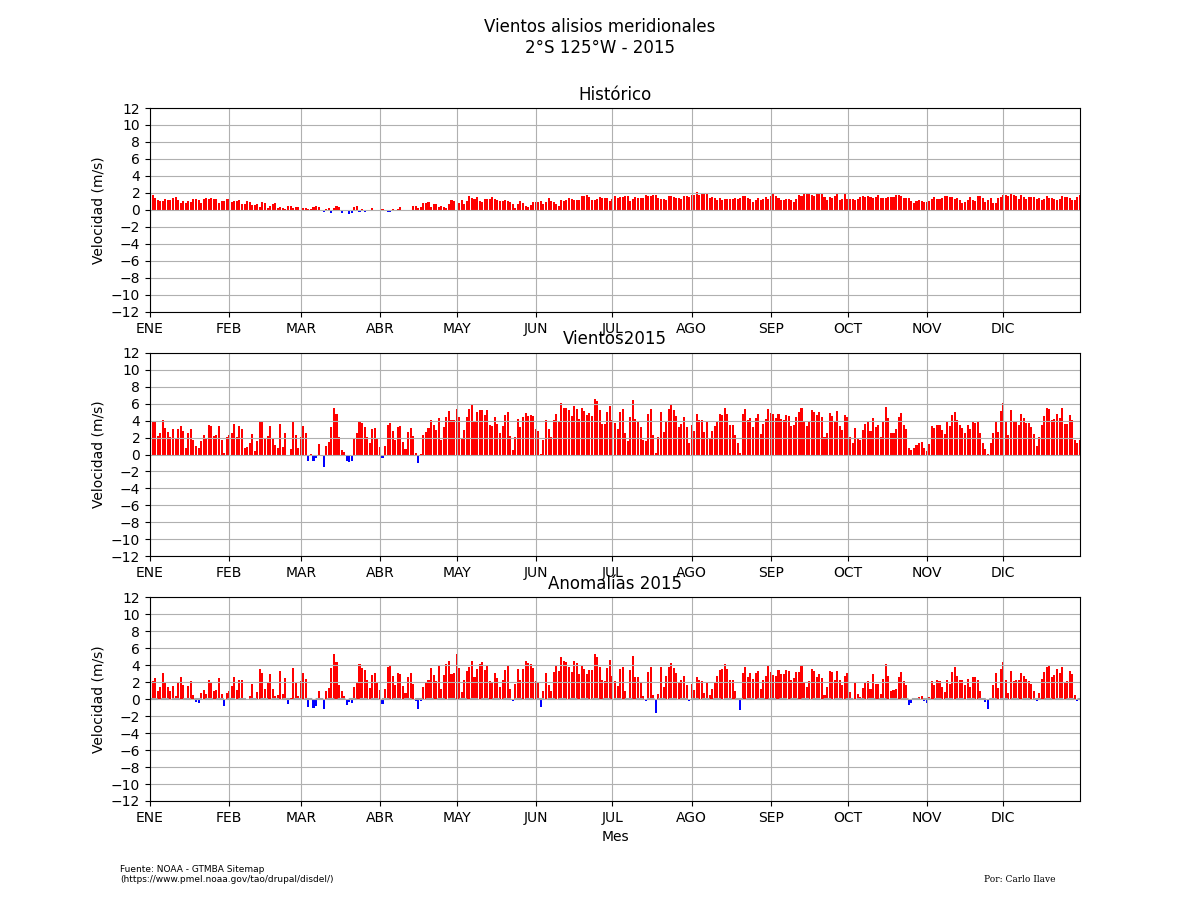 Vientos alisios meridionales
2°S 125°W - 2015
Histórico
12
10
8
6
4
2
0
−2
−4
−6
−8
−10
−12
Velocidad (m/s)
ENE FEB MAR ABR MAY JUN JUL AGO SEP OCT NOV DIC
Vientos2015
12
10
8
6
4
2
0
−2
−4
−6
−8
−10
−12
Velocidad (m/s)
ENE FEB MAR ABR MAY JUN JUL AGO SEP OCT NOV DIC
Anomalías 2015
12
10
8
6
4
2
0
−2
−4
−6
−8
−10
−12
Velocidad (m/s)
ENE FEB MAR ABR MAY JUN JUL AGO SEP OCT NOV DIC
Mes
Fuente: NOAA - GTMBA Sitemap
(https://www.pmel.noaa.gov/tao/drupal/disdel/)
Por: Carlo Ilave